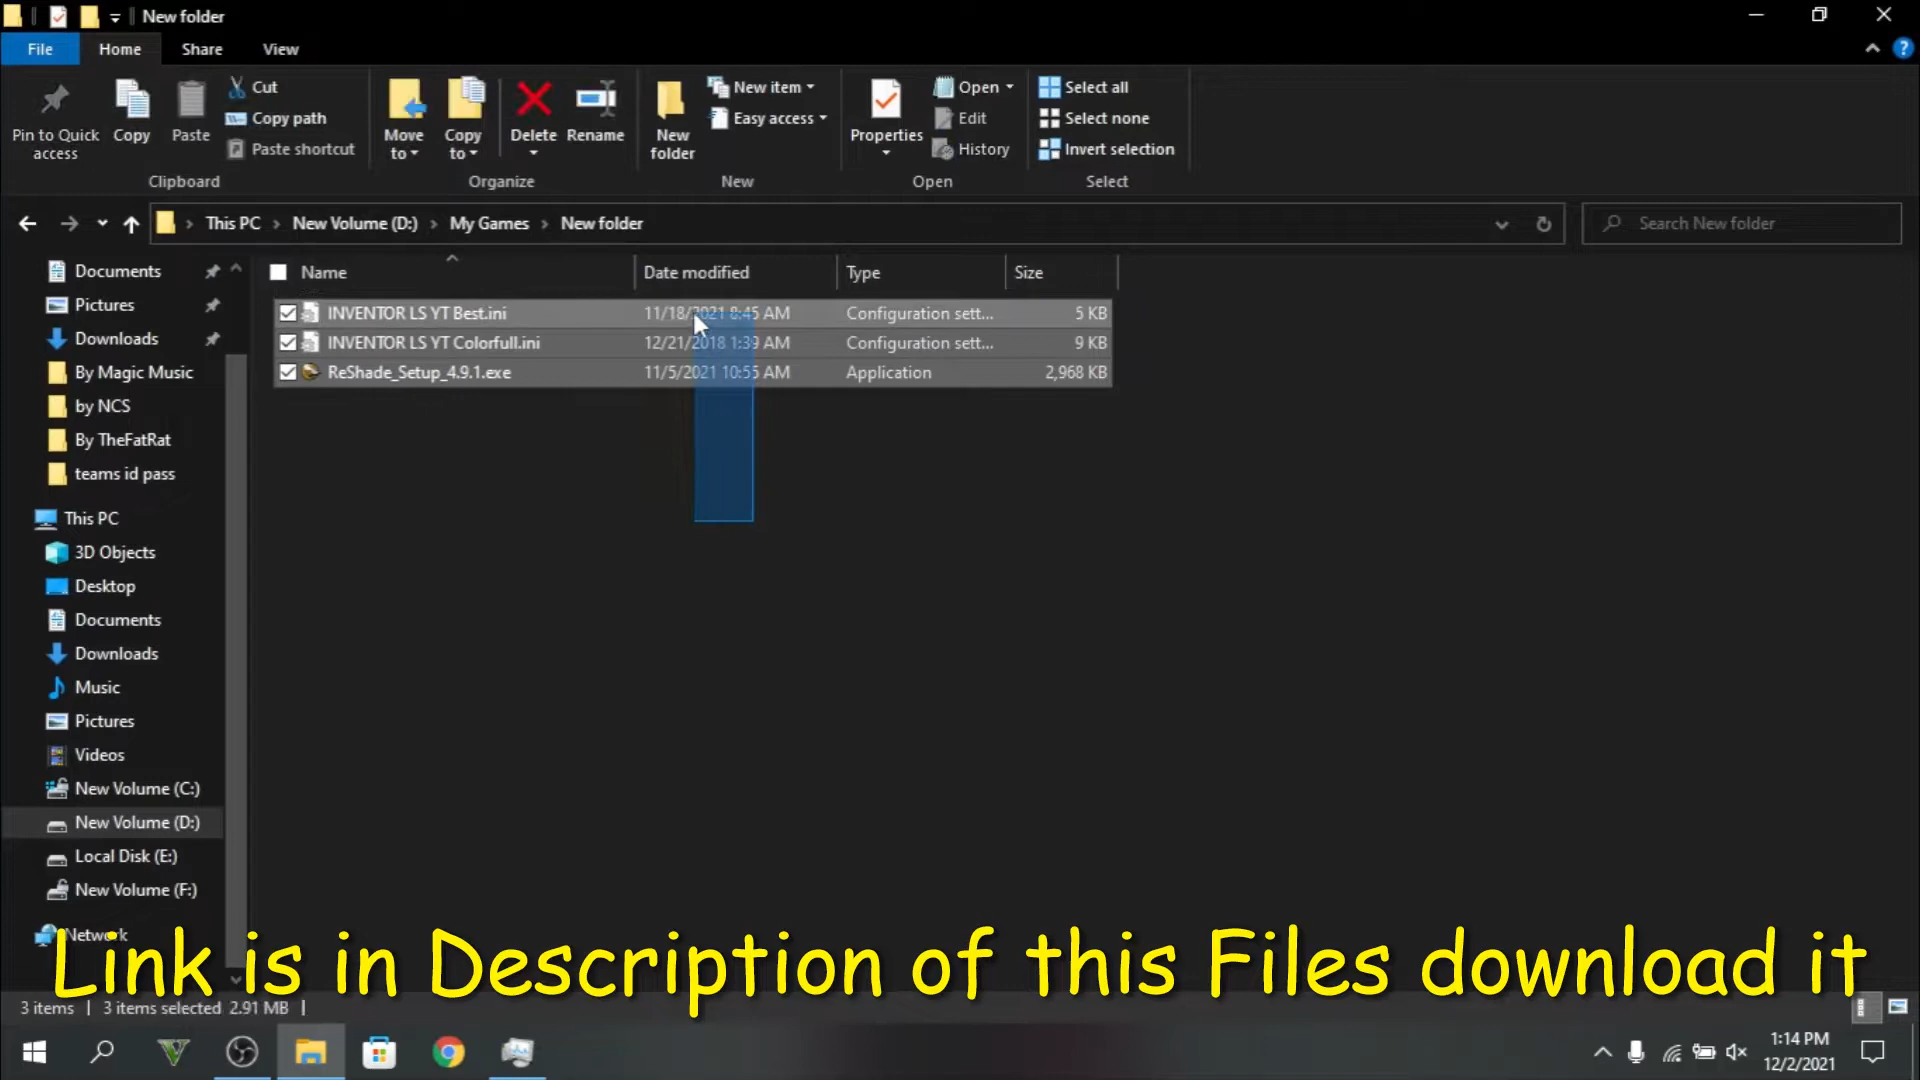 New folder
File Home Share View
Pin to Quick access
Copy
Paste
Cut
Copy path
Paste shortcut
Clipboard
Move to
Copy to
Delete
Rename
Organize
New folder
New item
Easy access
New
Properties
Open
Edit
History
Open
Select all
Select none
Invert selection
Select
This PC › New Volume (D:) › My Games › New folder
Search New folder
Name Date modified Type Size
INVENTOR LS YT Best.ini 11/18/2021 8:45 AM Configuration sett... 5 KB
INVENTOR LS YT Colorfull.ini 12/21/2018 1:39 AM Configuration sett... 9 KB
ReShade_Setup_4.9.1.exe 11/5/2021 10:55 AM Application 2,968 KB
Documents
Pictures
Downloads
By Magic Music
by NCS
By TheFatRat
teams id pass
This PC
3D Objects
Desktop
Documents
Downloads
Music
Pictures
Videos
New Volume (C:)
New Volume (D:)
Local Disk (E:)
New Volume (F:)
Network
Link is in Description of this Files download it
3 items 3 items selected 2.91 MB
1:14 PM
12/2/2021